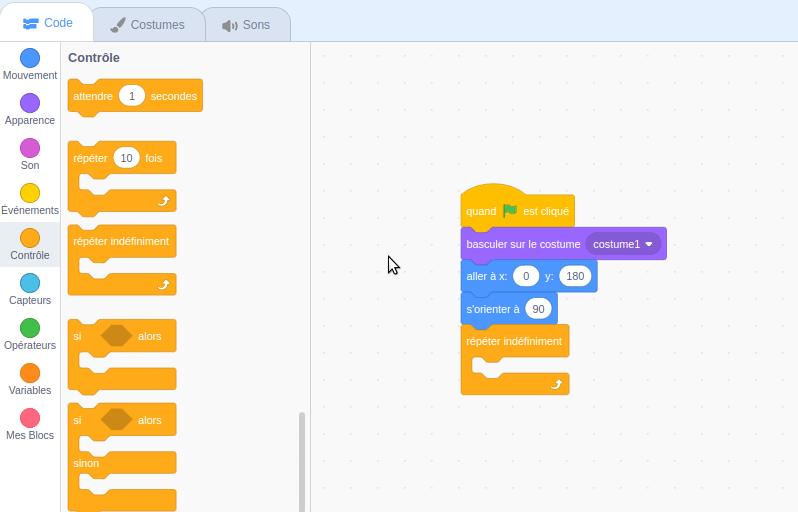 Code Costumes Sons
Mouvement
Apparence
Son
Événements
Contrôle
Capteurs
Opérateurs
Variables
Mes Blocs
Contrôle
attendre 1 secondes
répéter 10 fois
répéter indéfiniment
si alors
si alors
sinon
quand est cliqué
basculer sur le costume costume1
aller à x: 0 y: 180
s'orienter à 90
répéter indéfiniment